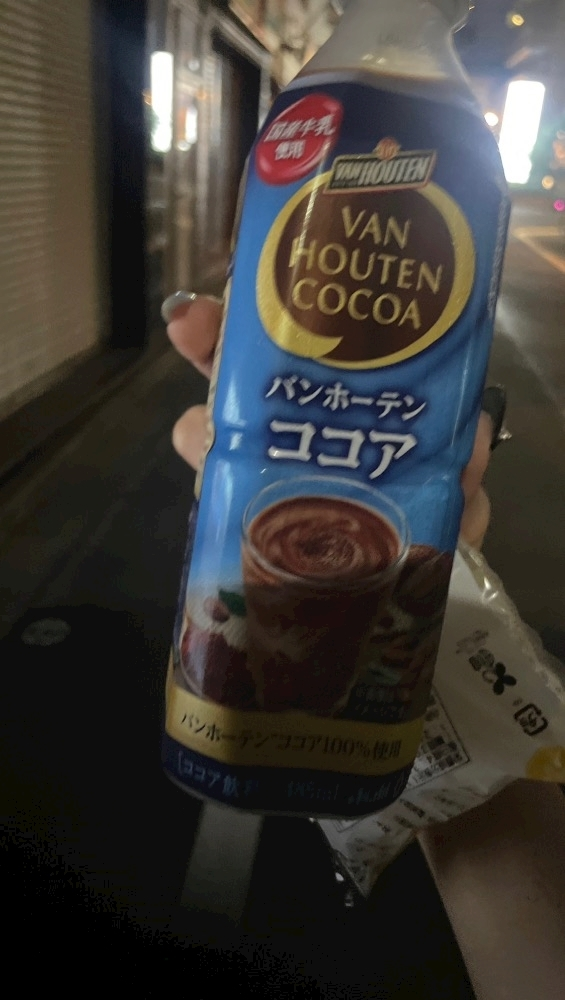 国産牛乳
使用
VAN HOUTEN
VAN
HOUTEN
COCOA
バンホーテン
ココア
バンホーテンココア100%使用